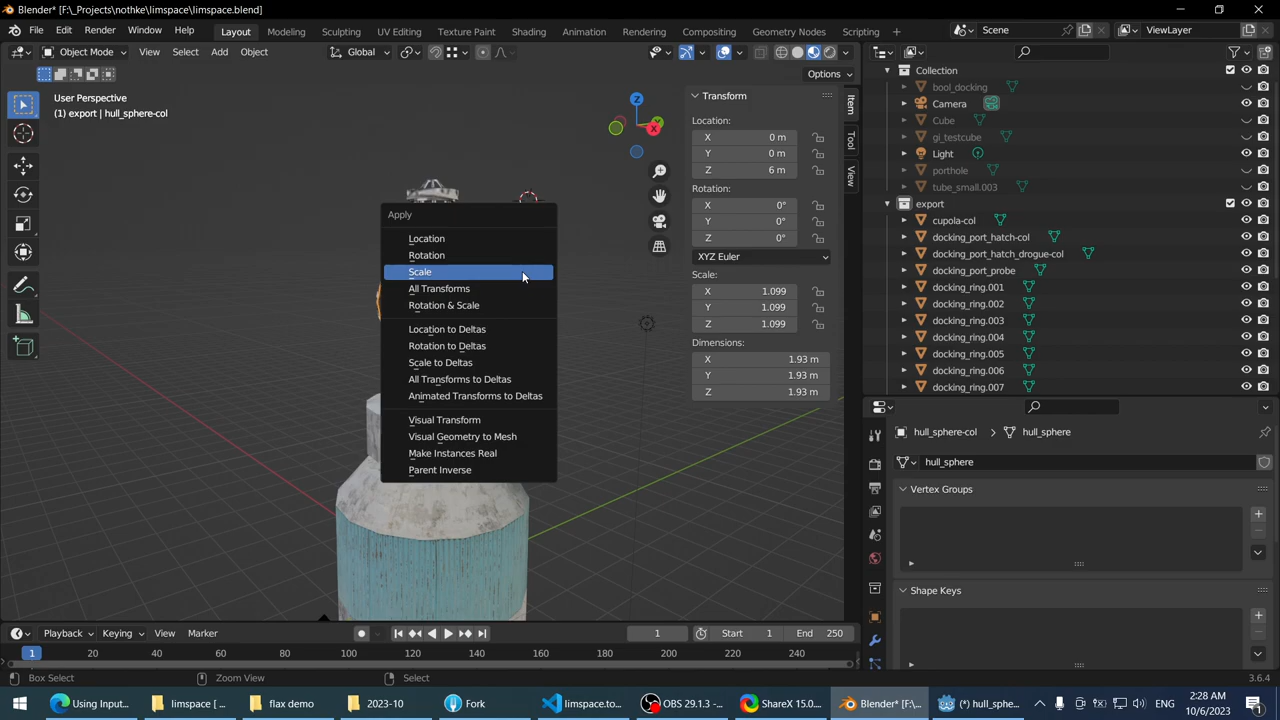 Blender* [F:\_Projects\nothke\limspace\limspace.blend]
File Edit Render Window Help Layout Modeling Sculpting UV Editing Texture Paint Shading Animation Rendering Compositing Geometry Nodes Scripting + Scene ViewLayer
Object Mode View Select Add Object Global
Options
User Perspective
(1) export | hull_sphere-col
Z
Y
X
Apply
Location
Rotation
Scale
All Transforms
Rotation & Scale
Location to Deltas
Rotation to Deltas
Scale to Deltas
All Transforms to Deltas
Animated Transforms to Deltas
Visual Transform
Visual Geometry to Mesh
Make Instances Real
Parent Inverse
Transform
Location:
X 0 m
Y 0 m
Z 6 m
Rotation:
X 0°
Y 0°
Z 0°
XYZ Euler
Scale:
X 1.099
Y 1.099
Z 1.099
Dimensions:
X 1.93 m
Y 1.93 m
Z 1.93 m
Item
Tool
View
Collection
bool_docking
Camera
Cube
gi_testcube
Light
porthole
tube_small.003
export
cupola-col
docking_port_hatch-col
docking_port_hatch_drogue-col
docking_port_probe
docking_ring.001
docking_ring.002
docking_ring.003
docking_ring.004
docking_ring.005
docking_ring.006
docking_ring.007
hull_sphere-col hull_sphere
hull_sphere
Vertex Groups
Shape Keys
Playback Keying View Marker 1 Start 1 End 250
1 20 40 60 80 100 120 140 160 180 200 220 240
Box Select Zoom View Select 3.6.4
Using Input... limspace [ ... flax demo 2023-10 Fork limspace.to... OBS 29.1.3 -... ShareX 15.0... Blender* [F:\... (*) hull_sphe... 2:28 AM
10/6/2023